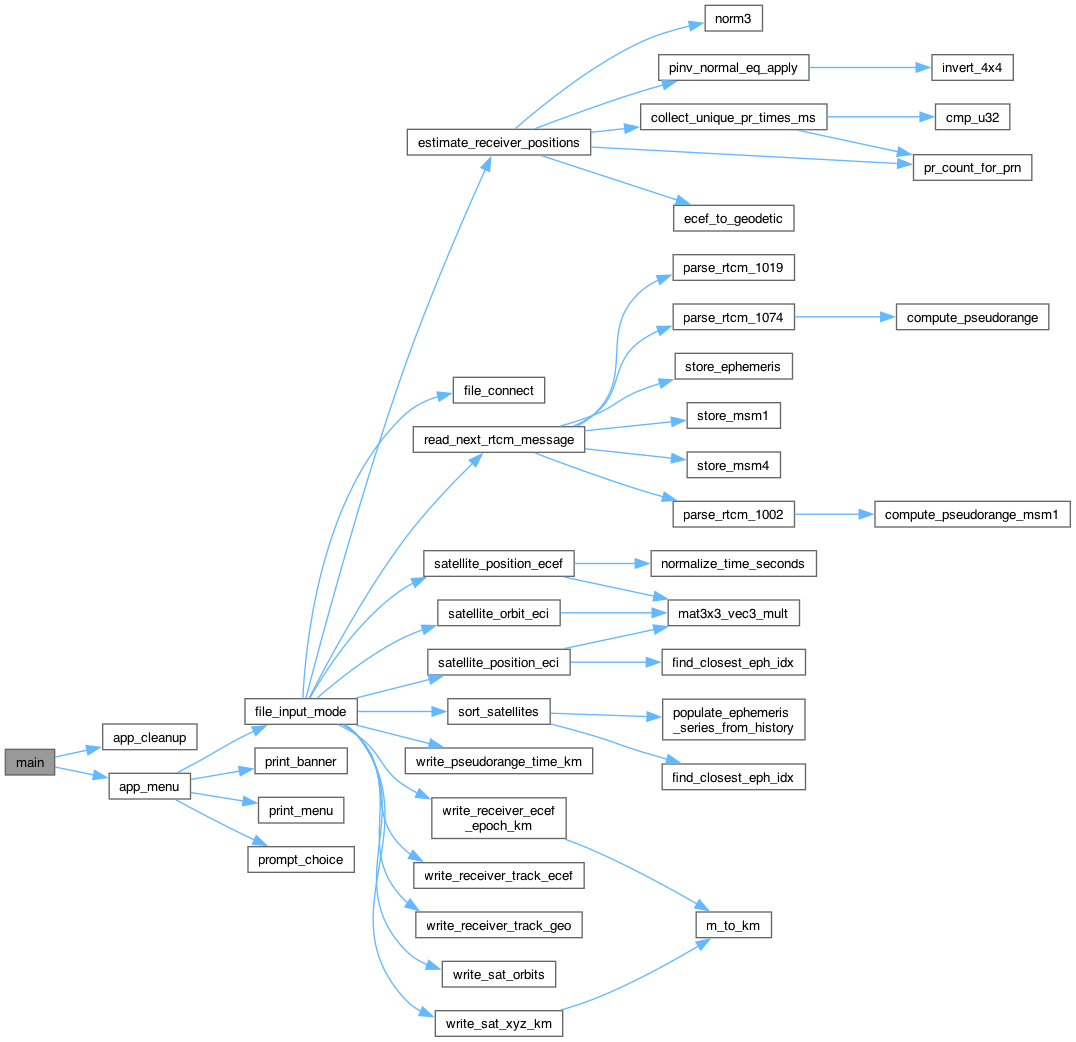 norm3
pinv_normal_eq_apply
invert_4x4
collect_unique_pr_times_ms
cmp_u32
estimate_receiver_positions
pr_count_for_prn
ecef_to_geodetic
parse_rtcm_1019
parse_rtcm_1074
compute_pseudorange
store_ephemeris
file_connect
store_msm1
read_next_rtcm_message
store_msm4
parse_rtcm_1002
compute_pseudorange_msm1
satellite_position_ecef
normalize_time_seconds
satellite_orbit_eci
mat3x3_vec3_mult
satellite_position_eci
find_closest_eph_idx
file_input_mode
sort_satellites
populate_ephemeris
_series_from_history
app_cleanup
main
print_banner
write_pseudorange_time_km
find_closest_eph_idx
app_menu
print_menu
write_receiver_ecef
_epoch_km
prompt_choice
write_receiver_track_ecef
write_receiver_track_geo
m_to_km
write_sat_orbits
write_sat_xyz_km